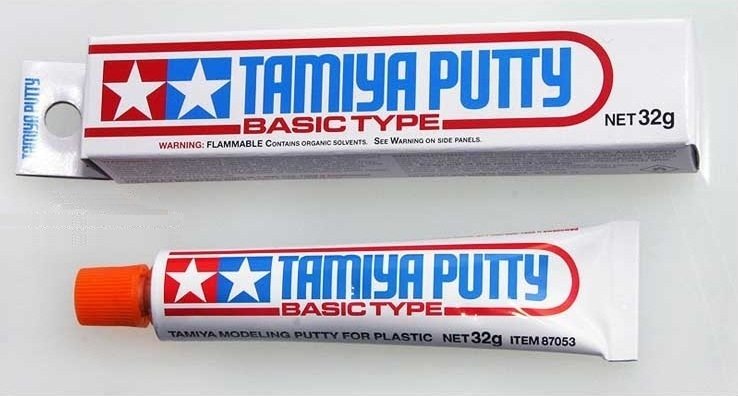 TAMIYA PUTTY
TAMIYA PUTTY
BASIC TYPE
NET 32g
WARNING: FLAMMABLE CONTAINS ORGANIC SOLVENTS. SEE WARNING ON SIDE PANELS.
TAMIYA PUTTY
BASIC TYPE
TAMIYA MODELING PUTTY FOR PLASTIC NET 32g ITEM 87053